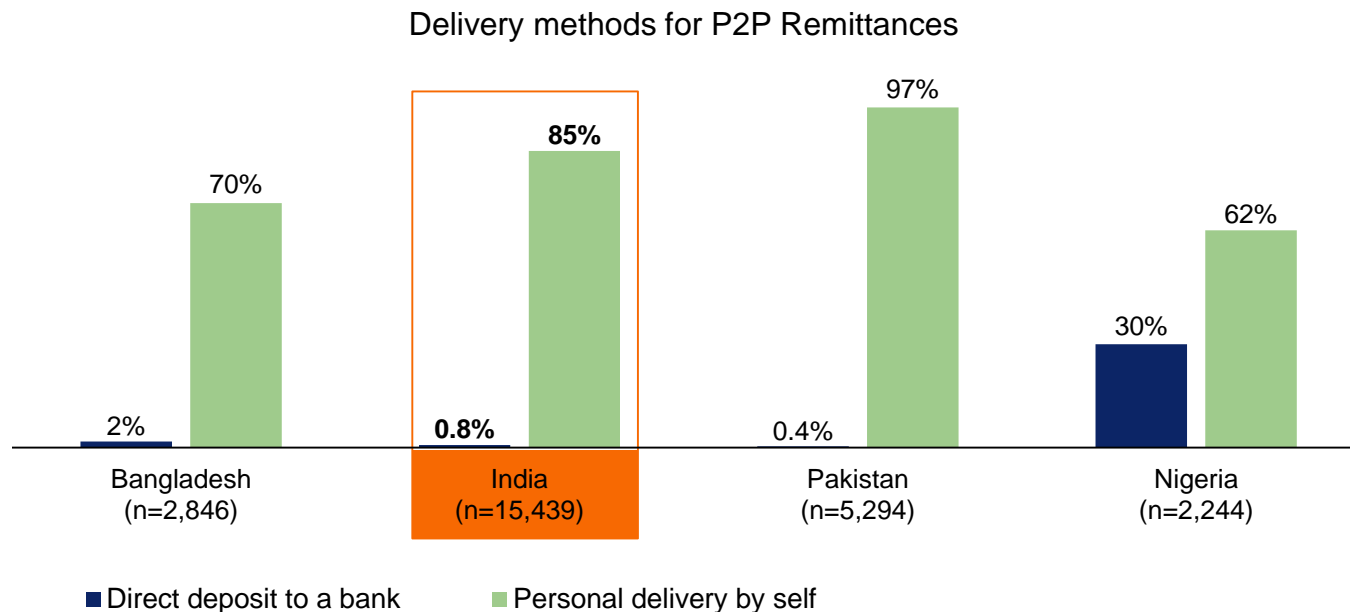 Delivery methods for P2P Remittances
70%
2%
85%
0.8%
97%
0.4%
62%
30%
Bangladesh
(n=2,846)
India
(n=15,439)
Pakistan
(n=5,294)
Nigeria
(n=2,244)
Direct deposit to a bank
Personal delivery by self